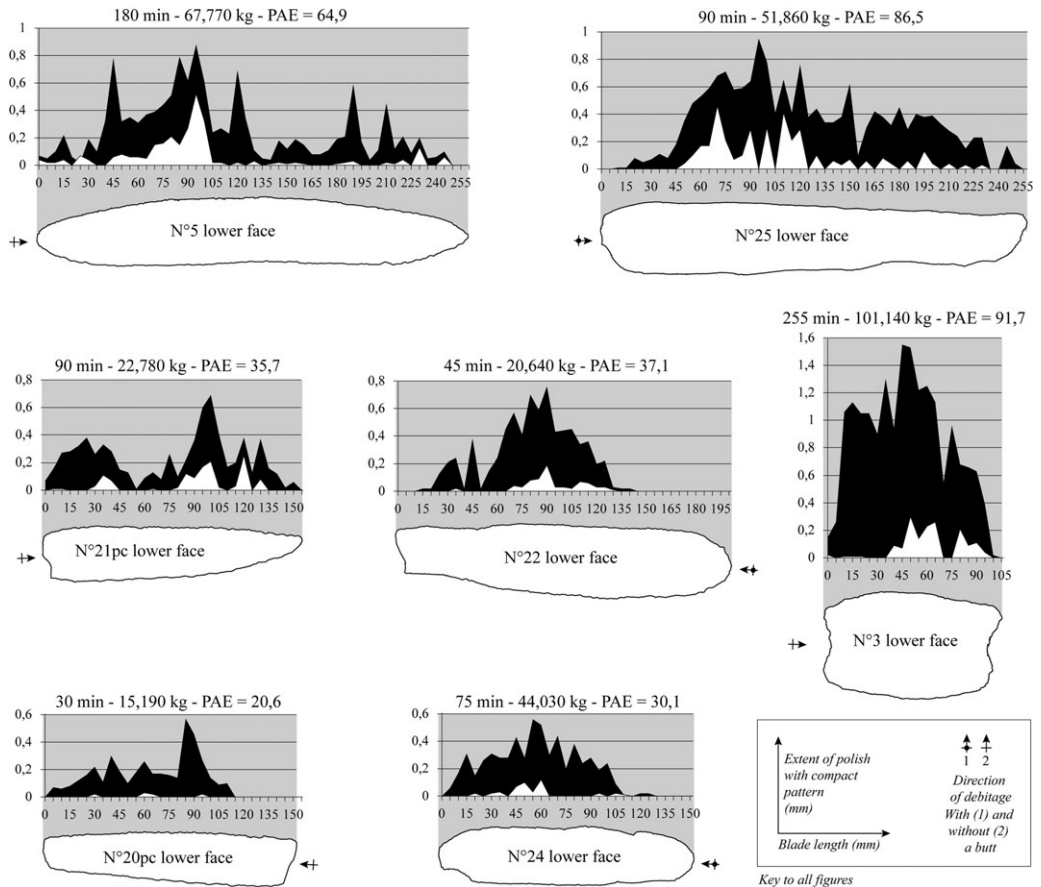 180 min - 67,770 kg - PAE = 64,9
1
0,8
0,6
0,4
0,2
0
0 15 30 45 60 75 90 105 120 135 150 165 180 195 210 225 240 255
N°5 lower face
90 min - 51,860 kg - PAE = 86,5
1
0,8
0,6
0,4
0,2
0
0 15 30 45 60 75 90 105 120 135 150 165 180 195 210 225 240 255
N°25 lower face
90 min - 22,780 kg - PAE = 35,7
0,8
0,6
0,4
0,2
0
0 15 30 45 60 75 90 105 120 135 150
N°21pc lower face
45 min - 20,640 kg - PAE = 37,1
0,8
0,6
0,4
0,2
0
0 15 30 45 60 75 90 105 120 135 150 165 180 195
N°22 lower face
255 min - 101,140 kg - PAE = 91,7
1,6
1,4
1,2
1
0,8
0,6
0,4
0,2
0
0 15 30 45 60 75 90 105
N°3 lower face
30 min - 15,190 kg - PAE = 20,6
0,6
0,4
0,2
0
0 15 30 45 60 75 90 105 120 135 150
N°20pc lower face
75 min - 44,030 kg - PAE = 30,1
0,6
0,4
0,2
0
0 15 30 45 60 75 90 105 120 135 150
N°24 lower face
Extent of polish
with compact
pattern
(mm)
Blade length (mm)
1 2
Direction
of debitage
With (1) and
without (2)
a butt
Key to all figures